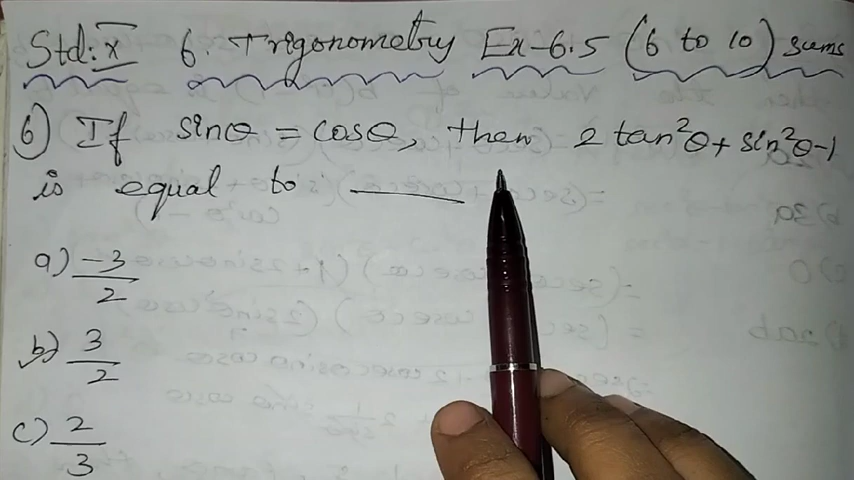 Std: X 6. Trigonometry Ex-6.5 (6 to 10) sums
6) If sinθ = cosθ, then 2 tan²θ + sin²θ-1
is equal to ______
a) -3/2
b) 3/2
c) 2/3